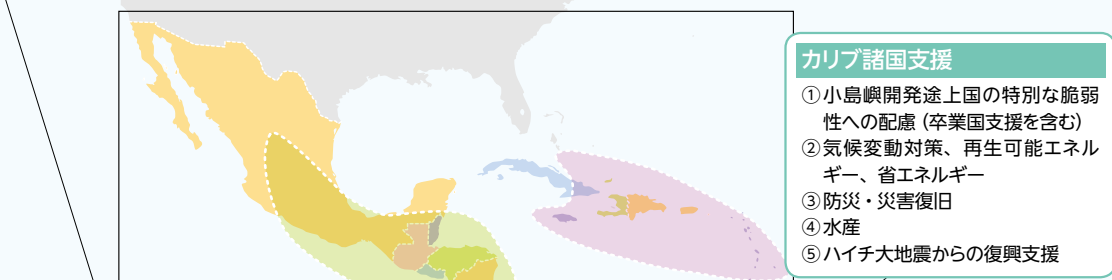 カリブ諸国支援
①小島嶼開発途上国の特別な脆弱
性への配慮（卒業国支援を含む）
②気候変動対策、再生可能エネル
ギー、省エネルギー
③防災・災害復旧
④水産
⑤ハイチ大地震からの復興支援